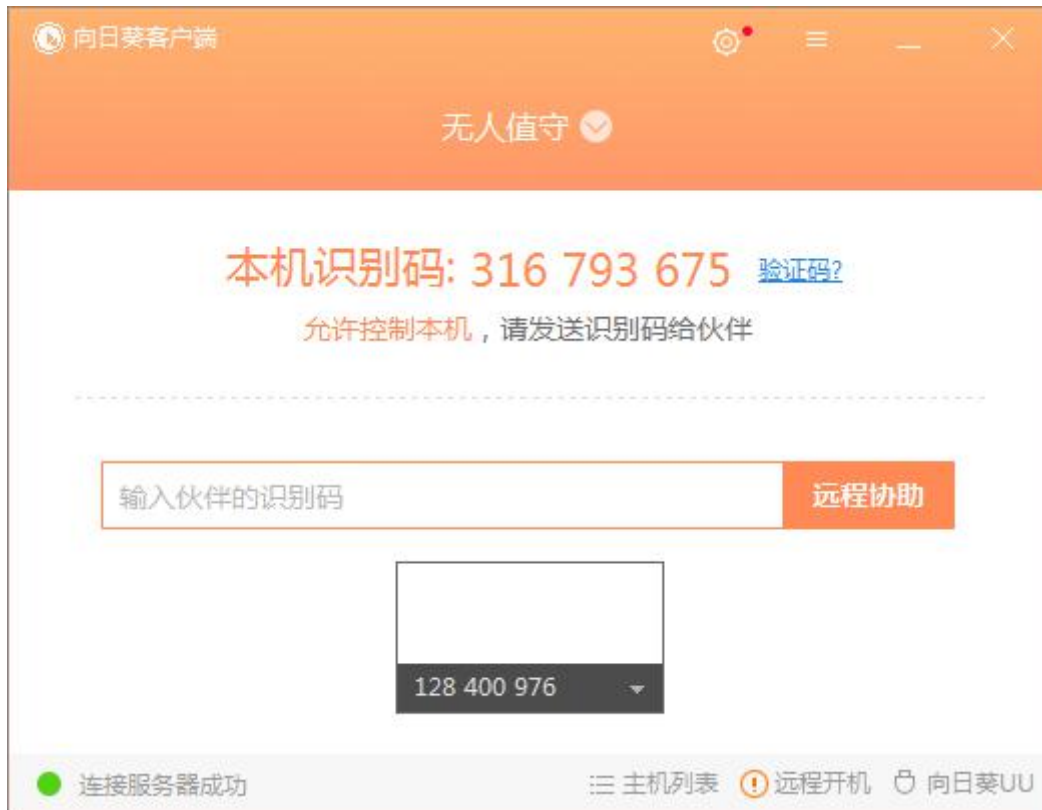 向日葵客户端
无人值守
本机识别码: 316 793 675 验证码?
允许控制本机，请发送识别码给伙伴
输入伙伴的识别码 远程协助
128 400 976
连接服务器成功 主机列表 远程开机 向日葵UU